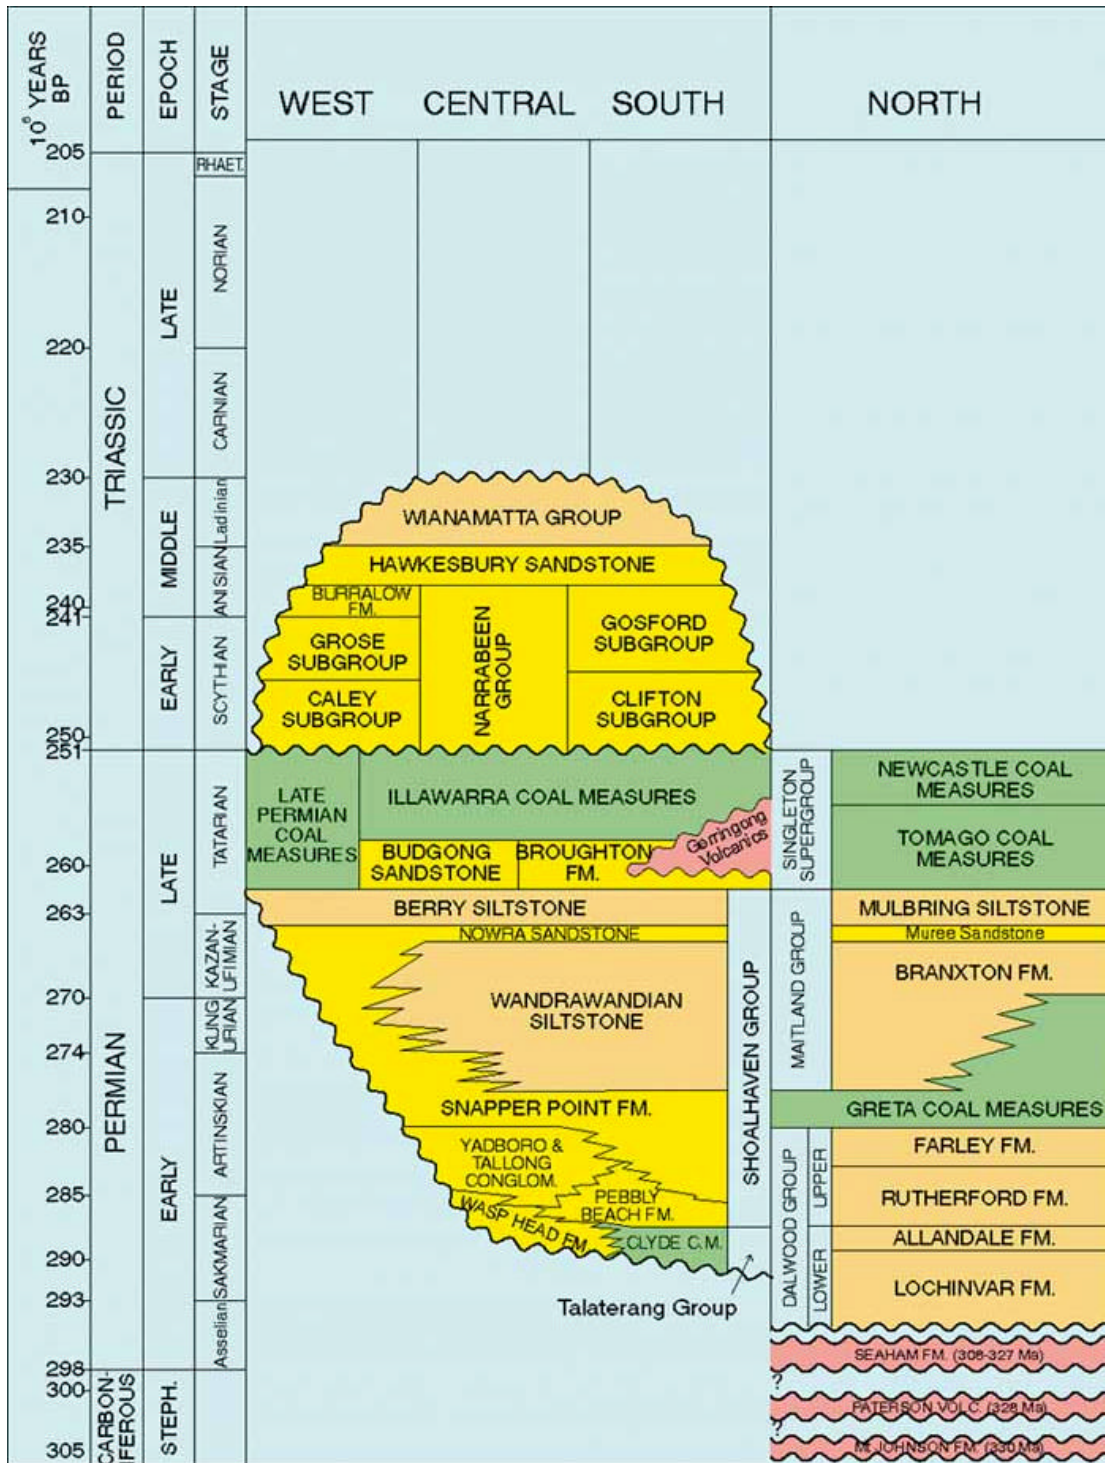 10⁶ YEARS
BP
PERIOD
EPOCH
STAGE
WEST
CENTRAL
SOUTH
NORTH
205
210
220
230
235
240
241
250
251
260
263
270
274
280
285
290
293
298
300
305
TRIASSIC
PERMIAN
CARBON-
IFEROUS
LATE
MIDDLE
EARLY
LATE
EARLY
STEPH.
RHAET.
NORIAN
CARNIAN
Ladinian
ANISIAN
SCYTHIAN
TATARIAN
KAZAN-
UFIMIAN
KUNG
URIAN
ARTINSKIAN
SAKMARIAN
Asselian
WIANAMATTA GROUP
HAWKESBURY SANDSTONE
BURRALOW
FM.
GROSE
SUBGROUP
CALEY
SUBGROUP
NARRABEEN
GROUP
GOSFORD
SUBGROUP
CLIFTON
SUBGROUP
LATE
PERMIAN
COAL
MEASURES
ILLAWARRA COAL MEASURES
BUDGONG
SANDSTONE
BROUGHTON
FM.
Gerringong
Volcanics
BERRY SILTSTONE
NOWRA SANDSTONE
WANDRAWANDIAN
SILTSTONE
SNAPPER POINT FM.
YADBORO &
TALLONG
CONGLOM.
PEBBLY
BEACH FM.
WASP HEAD FM.
CLYDE C.M.
SHOALHAVEN GROUP
Talaterang Group
SINGLETON
SUPERGROUP
NEWCASTLE COAL
MEASURES
TOMAGO COAL
MEASURES
MAITLAND GROUP
MULBRING SILTSTONE
Muree Sandstone
BRANXTON FM.
GRETA COAL MEASURES
DALWOOD GROUP
UPPER
LOWER
FARLEY FM.
RUTHERFORD FM.
ALLANDALE FM.
LOCHINVAR FM.
SEAHAM FM. (308-327 Ma)
?
PATERSON VOLC. (328 Ma)
?
Mt JOHNSON FM. (330 Ma)